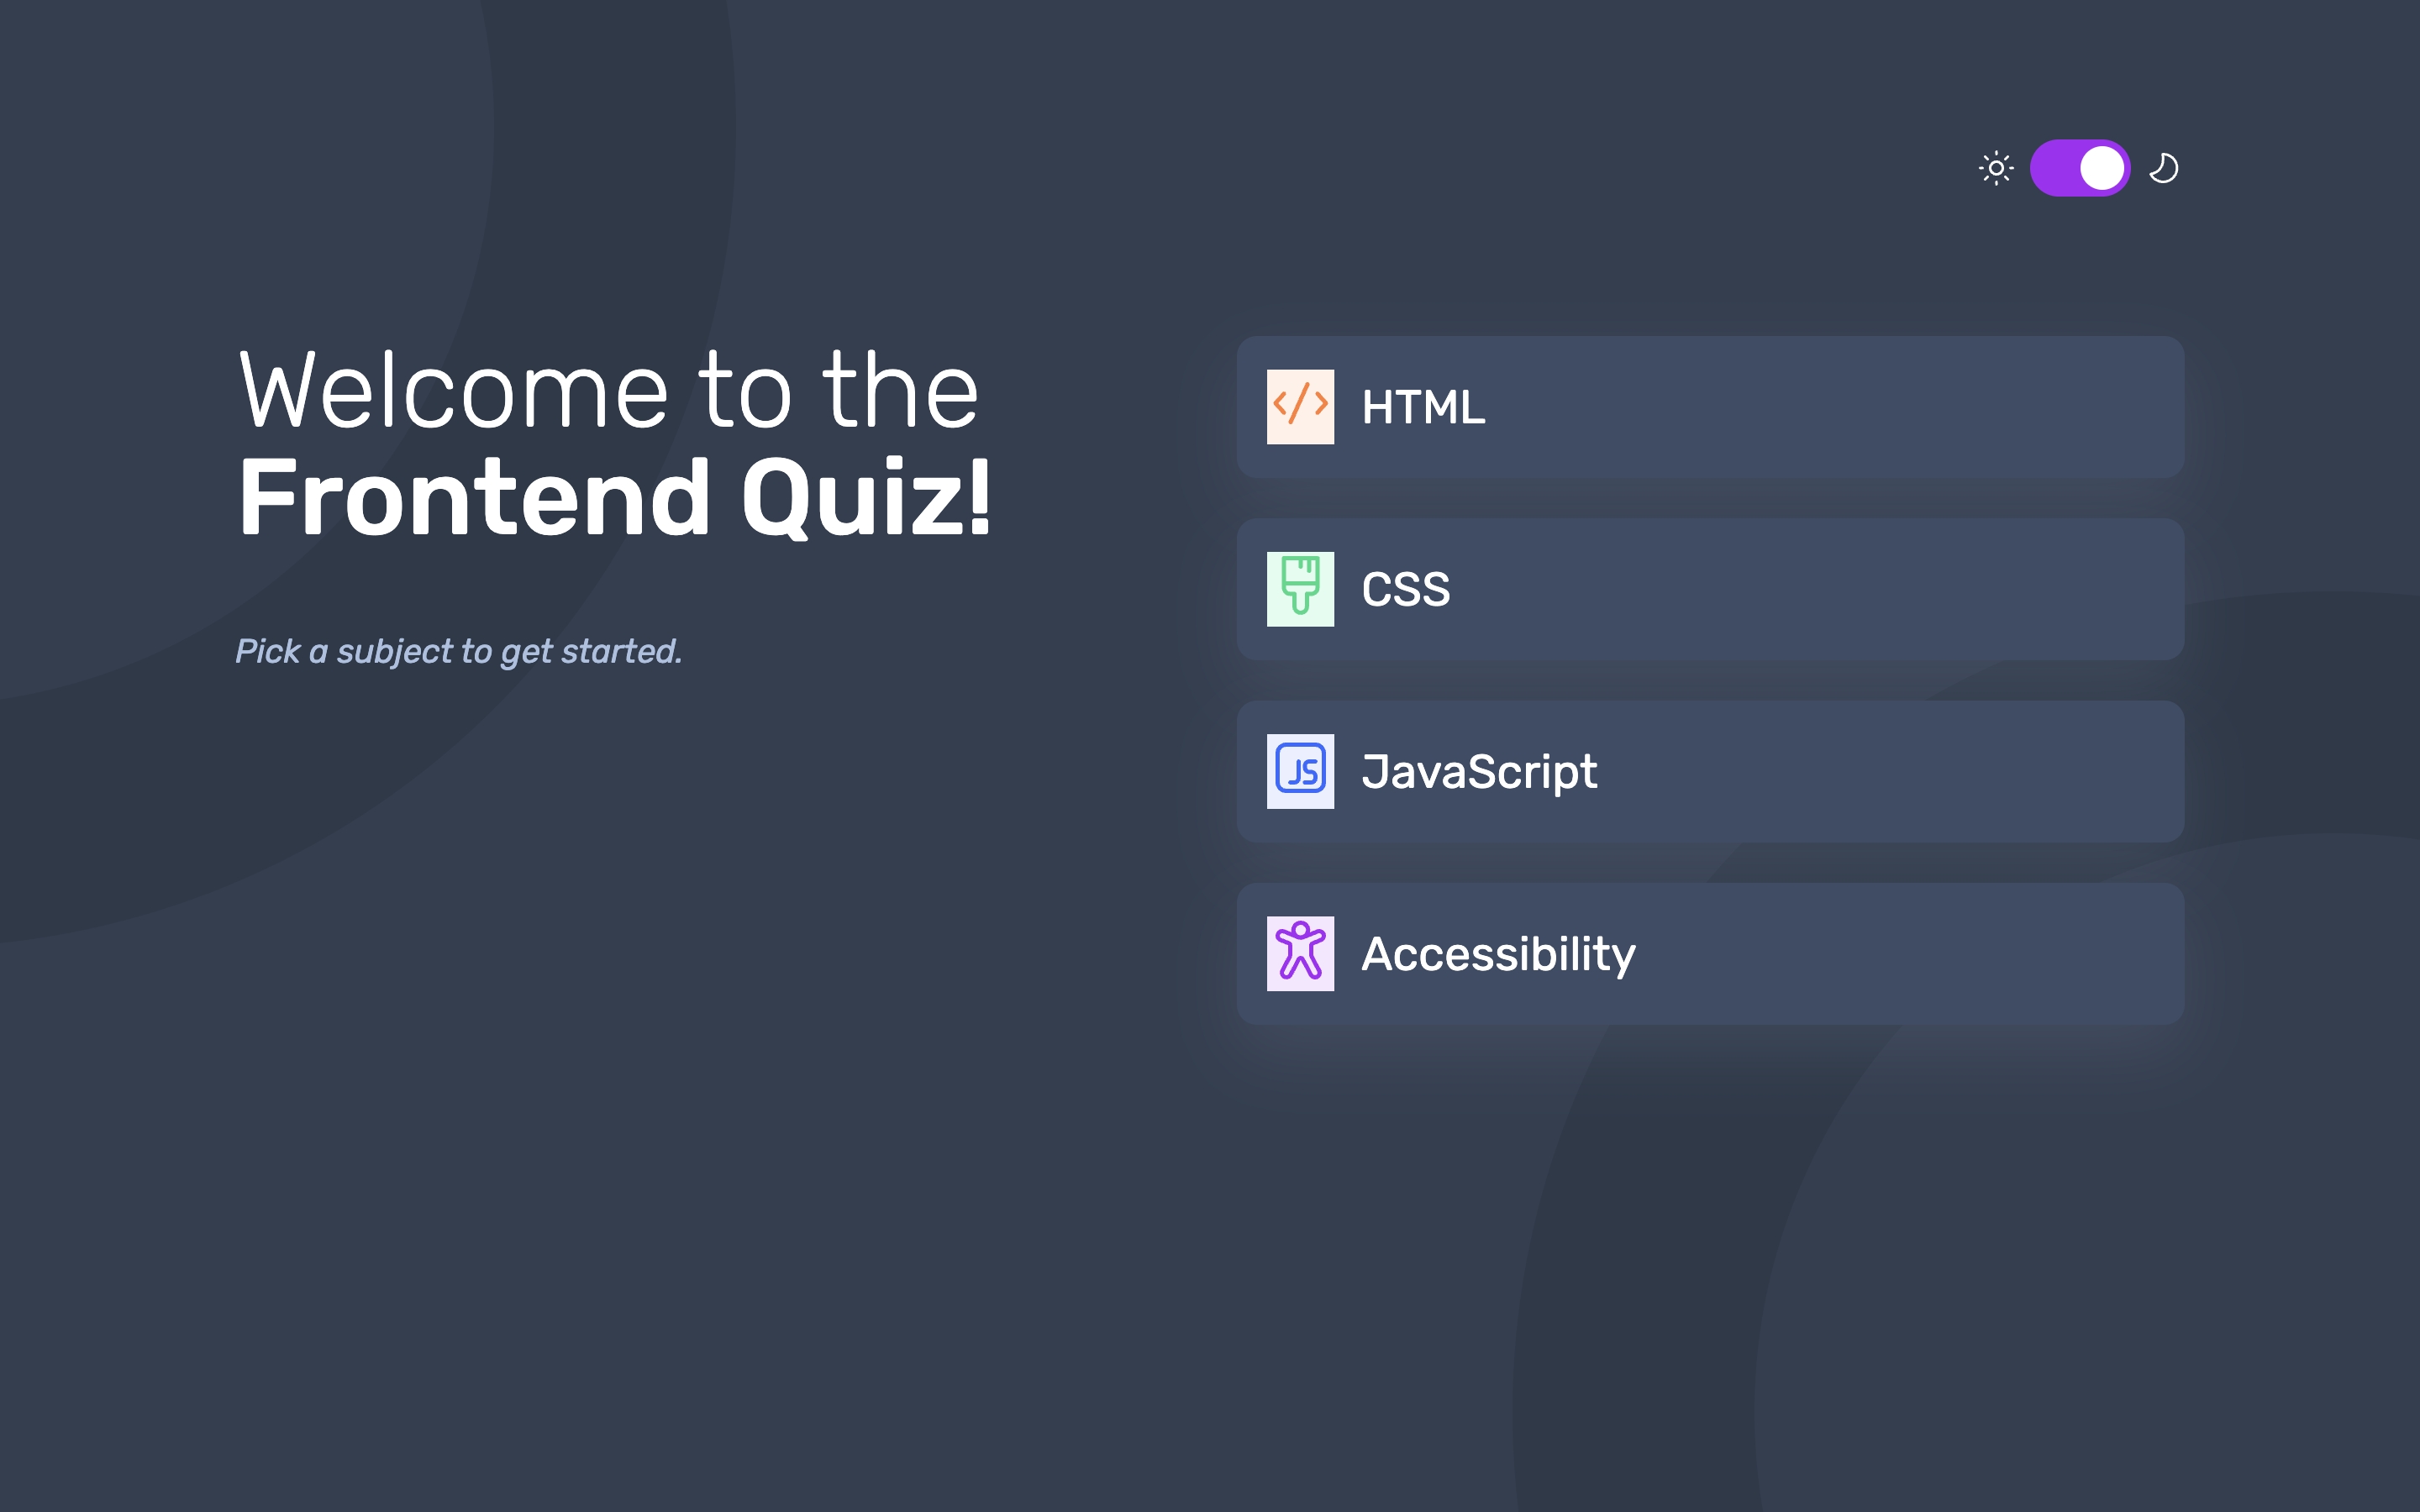 Welcome to the
Frontend Quiz!
Pick a subject to get started.
HTML
CSS
JS
JavaScript
Accessibility